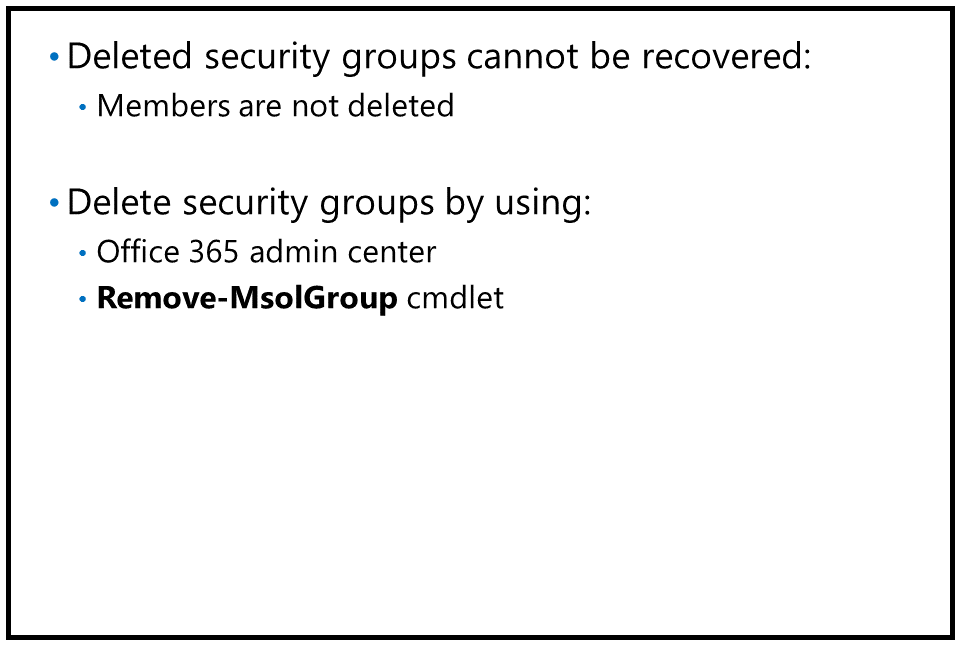 • Deleted security groups cannot be recovered:
• Members are not deleted
• Delete security groups by using:
• Office 365 admin center
• Remove-MsolGroup cmdlet